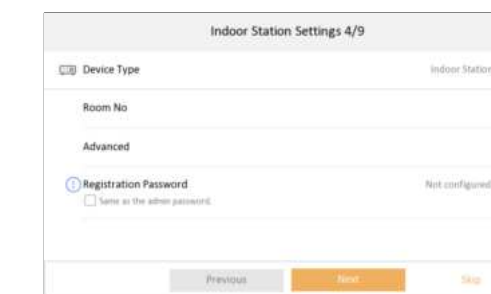 Indoor Station Settings 4/9
Device Type Indoor Station
Room No
Advanced
Registration Password Not configured
Same as the admin password.
Previous Next Skip